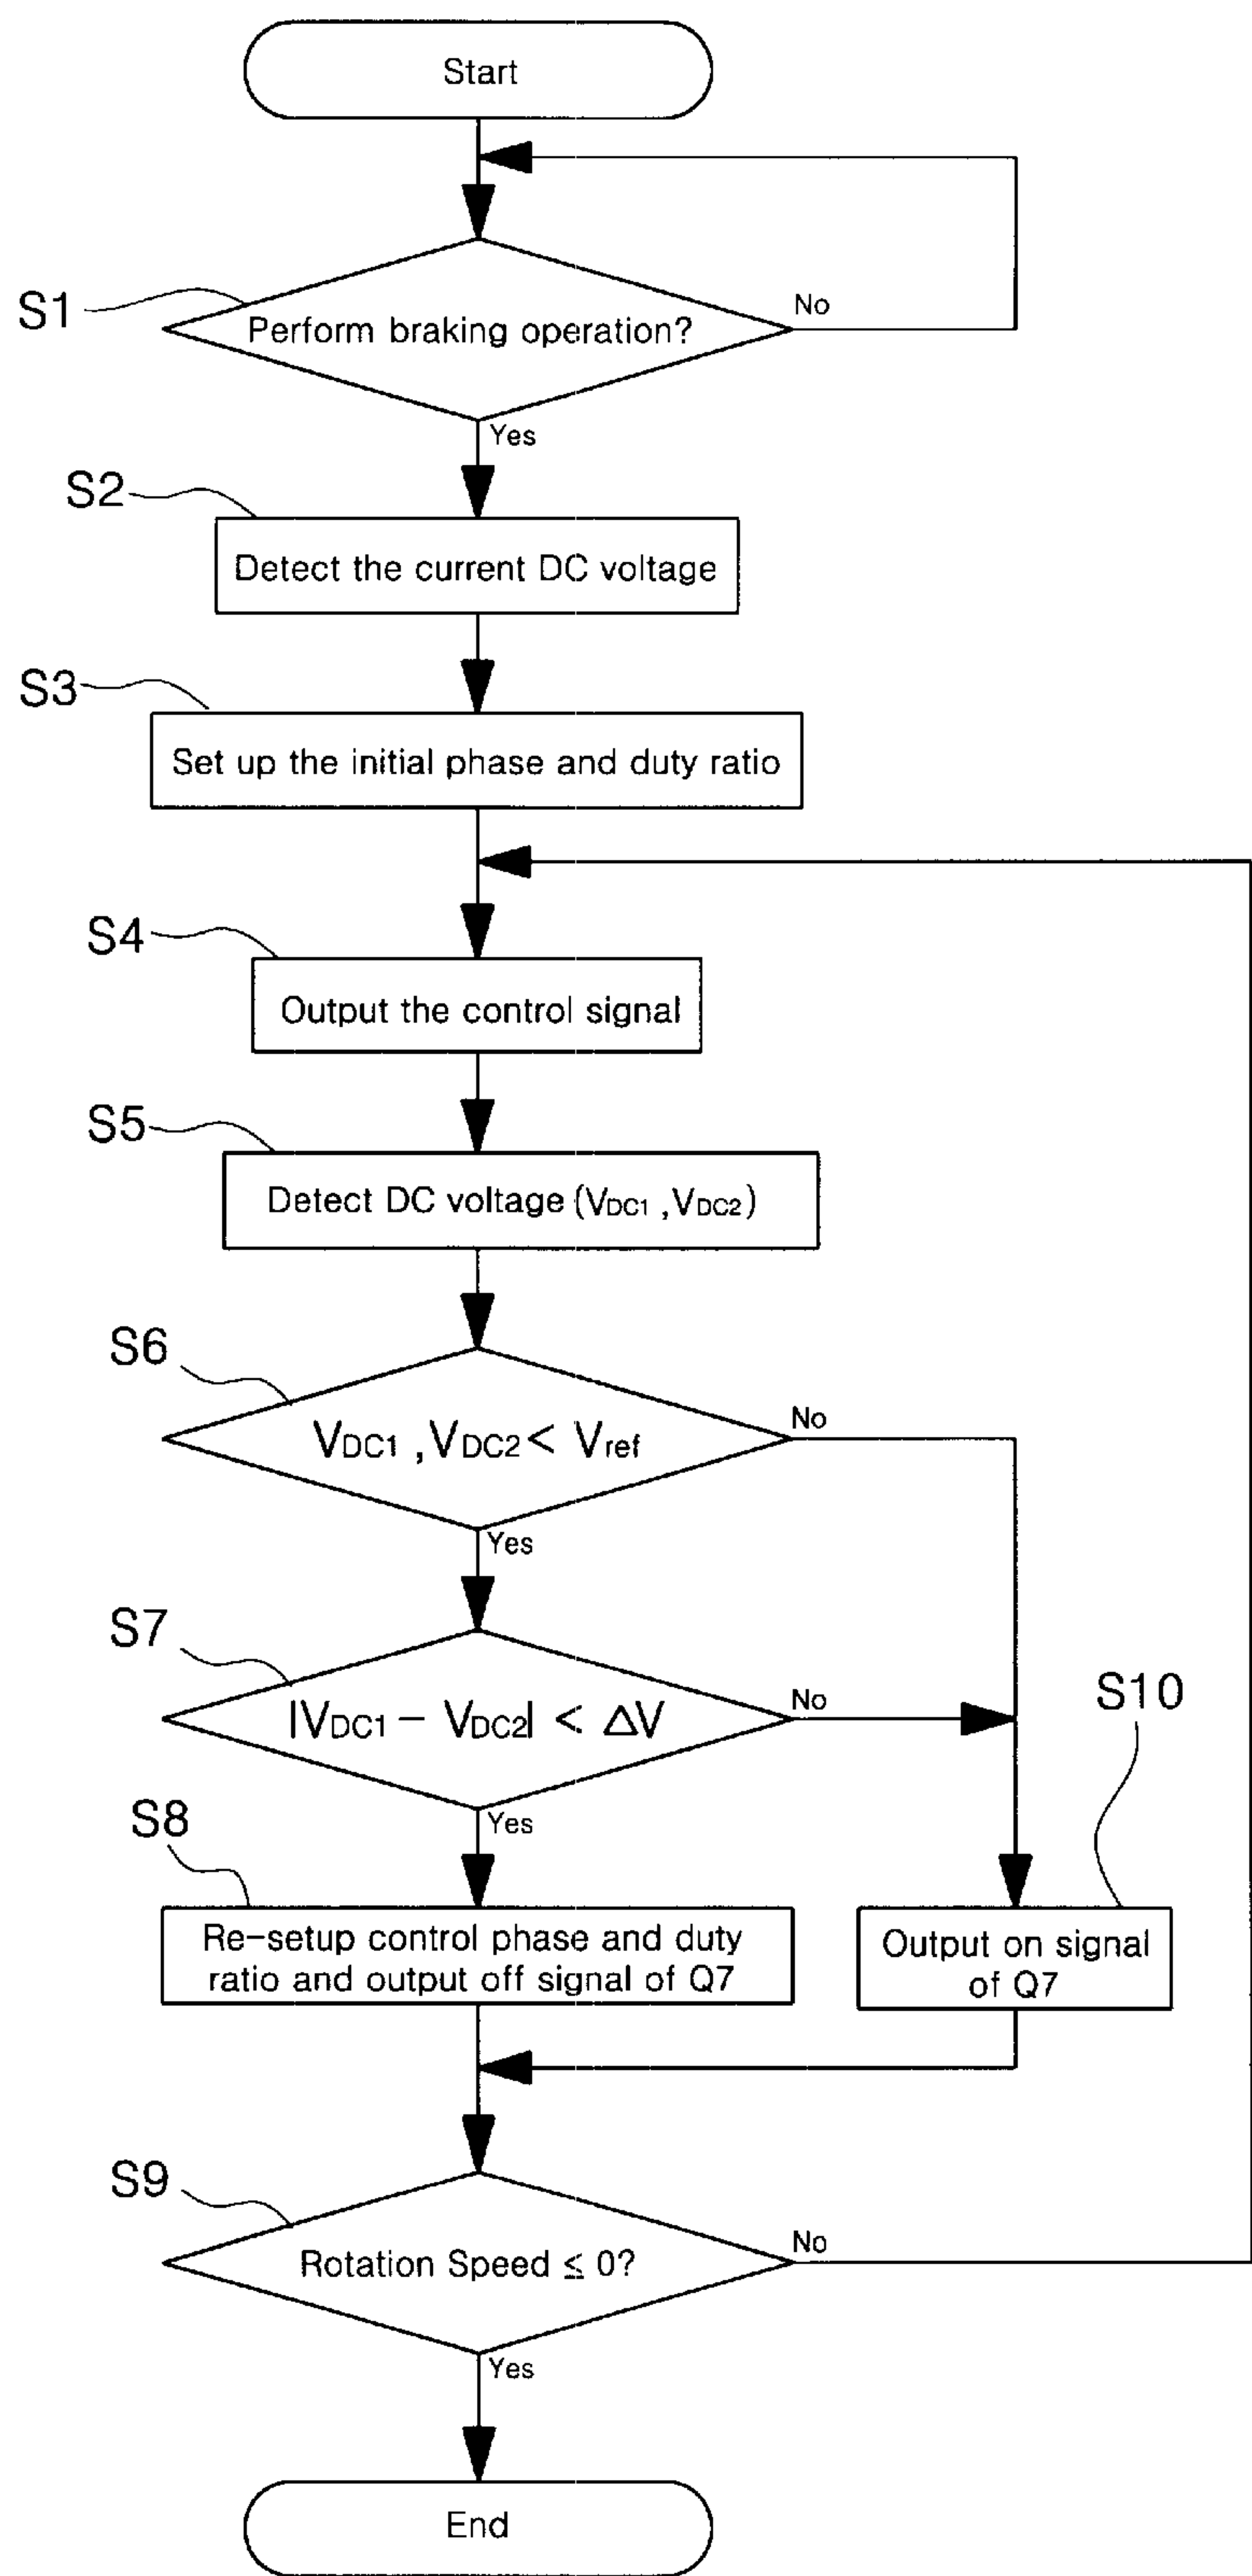 Start
S1
Perform braking operation?
No
Yes
S2
Detect the current DC voltage
S3
Set up the initial phase and duty ratio
S4
Output the control signal
S5
Detect DC voltage (VDC1 ,VDC2)
S6
VDC1 ,VDC2< Vref
No
Yes
S7
|VDC1 − VDC2| < ΔV
No
Yes
S8
Re-setup control phase and duty
ratio and output off signal of Q7
S10
Output on signal
of Q7
S9
Rotation Speed ≤ 0?
No
Yes
End